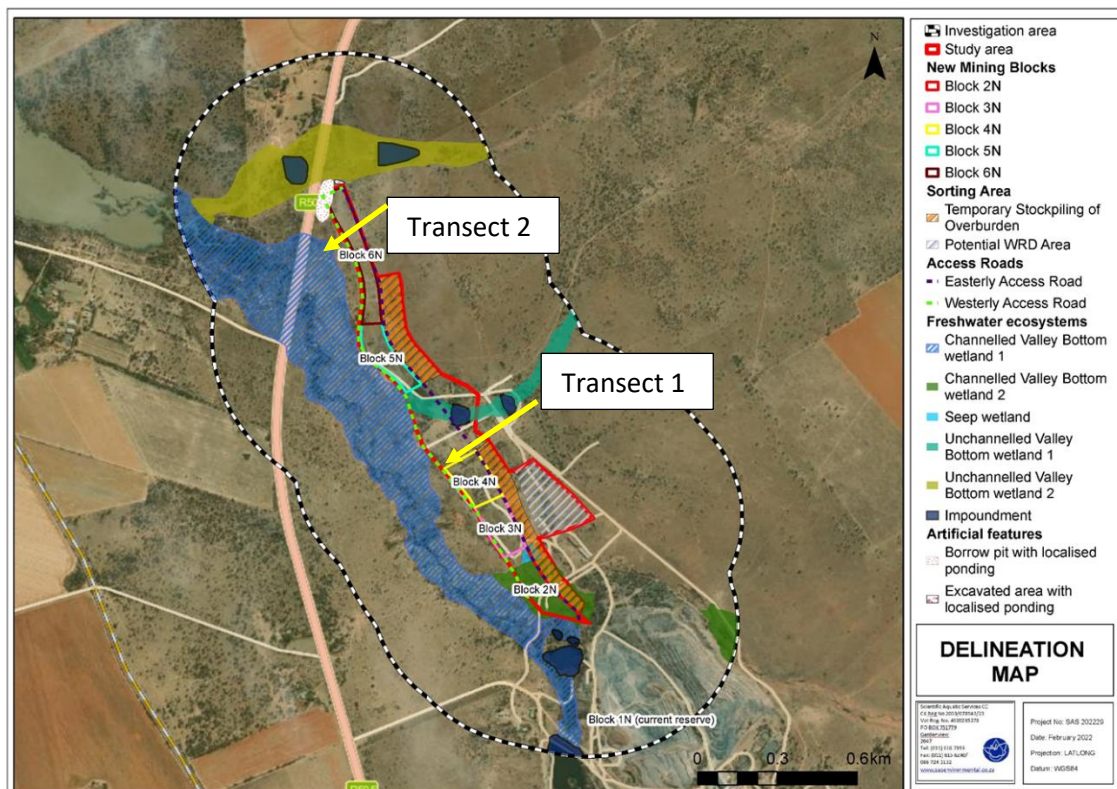 N
R50
Transect 2
Block 6N
Block 5N
Transect 1
Block 4N
Block 3N
Block 2N
Block 1N (current reserve)
0 0.3 0.6km
Investigation area
Study area
New Mining Blocks
Block 2N
Block 3N
Block 4N
Block 5N
Block 6N
Sorting Area
Temporary Stockpiling of
Overburden
Potential WRD Area
Access Roads
Easterly Access Road
Westerly Access Road
Freshwater ecosystems
Channelled Valley Bottom
wetland 1
Channelled Valley Bottom
wetland 2
Seep wetland
Unchannelled Valley
Bottom wetland 1
Unchannelled Valley
Bottom wetland 2
Impoundment
Artificial features
Borrow pit with localised
ponding
Excavated area with
localised ponding
DELINEATION
MAP
Scientific Aquatic Services CC
PO BOX 751779
Gardenview
2047
Project No: SAS 202229
Date: February 2022
Projection: LATLONG
Datum: WGS84